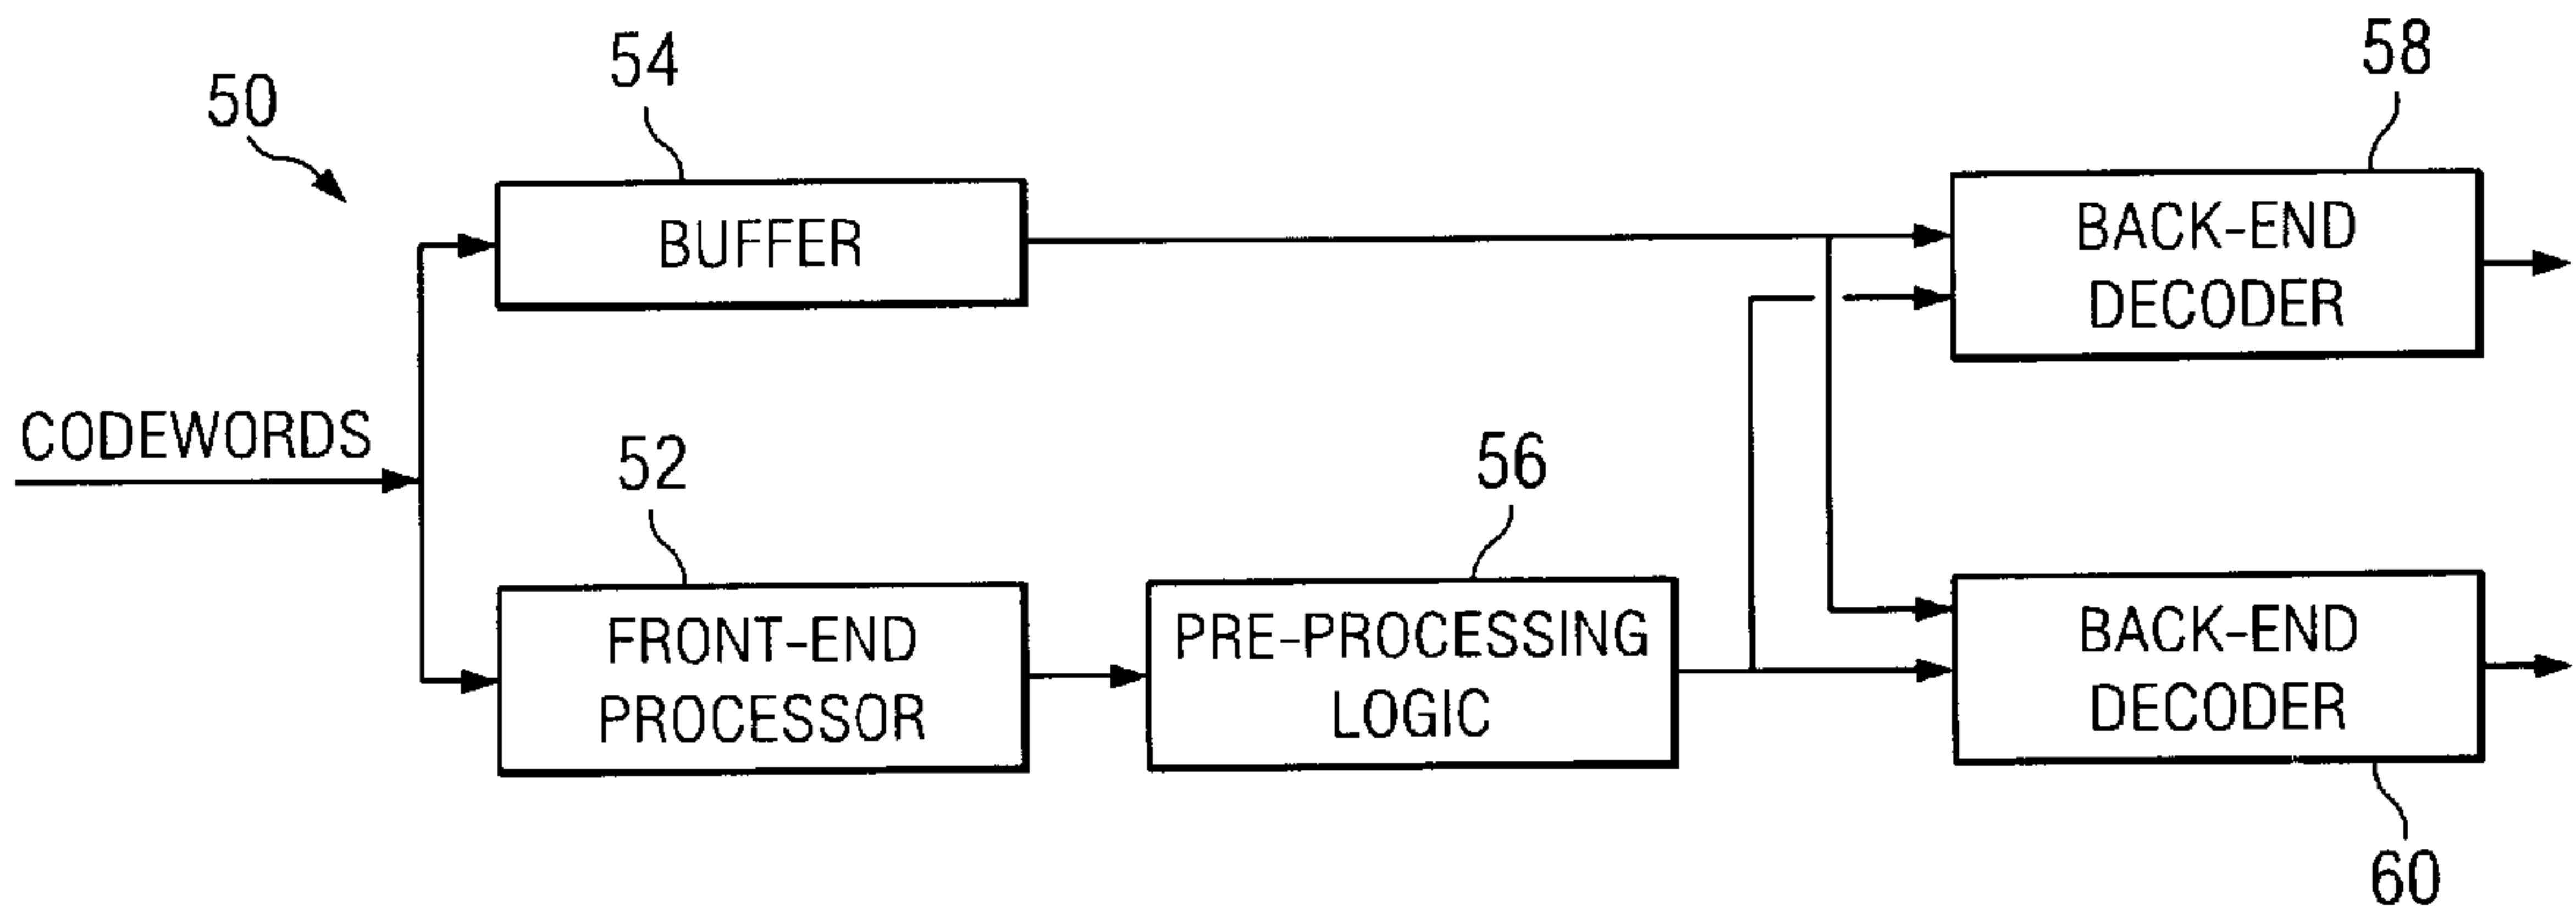 50
54
58
BUFFER
BACK-END
DECODER
CODEWORDS
52
56
FRONT-END
PROCESSOR
PRE-PROCESSING
LOGIC
BACK-END
DECODER
60